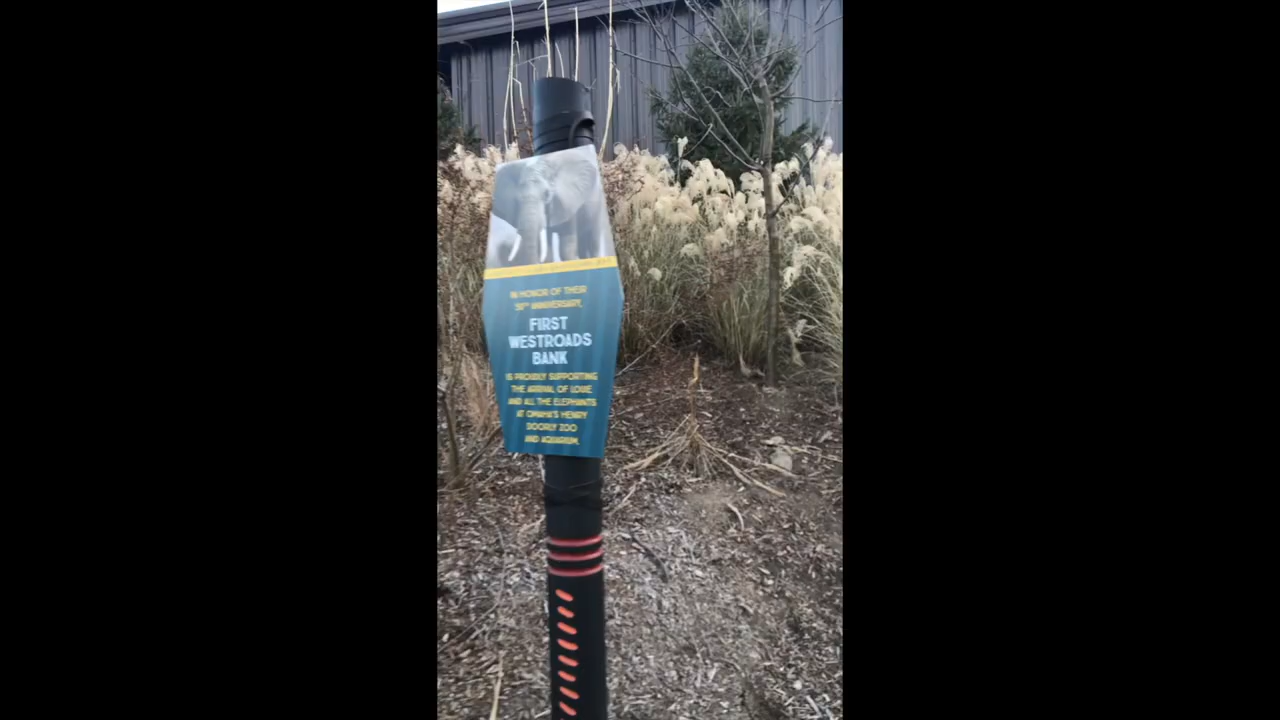 IN HONOR OF THEIR
50TH ANNIVERSARY,
FIRST
WESTROADS
BANK
IS PROUDLY SUPPORTING
THE ARRIVAL OF LOUIE
AND ALL THE ELEPHANTS
AT OMAHA'S HENRY
DOORLY ZOO
AND AQUARIUM.